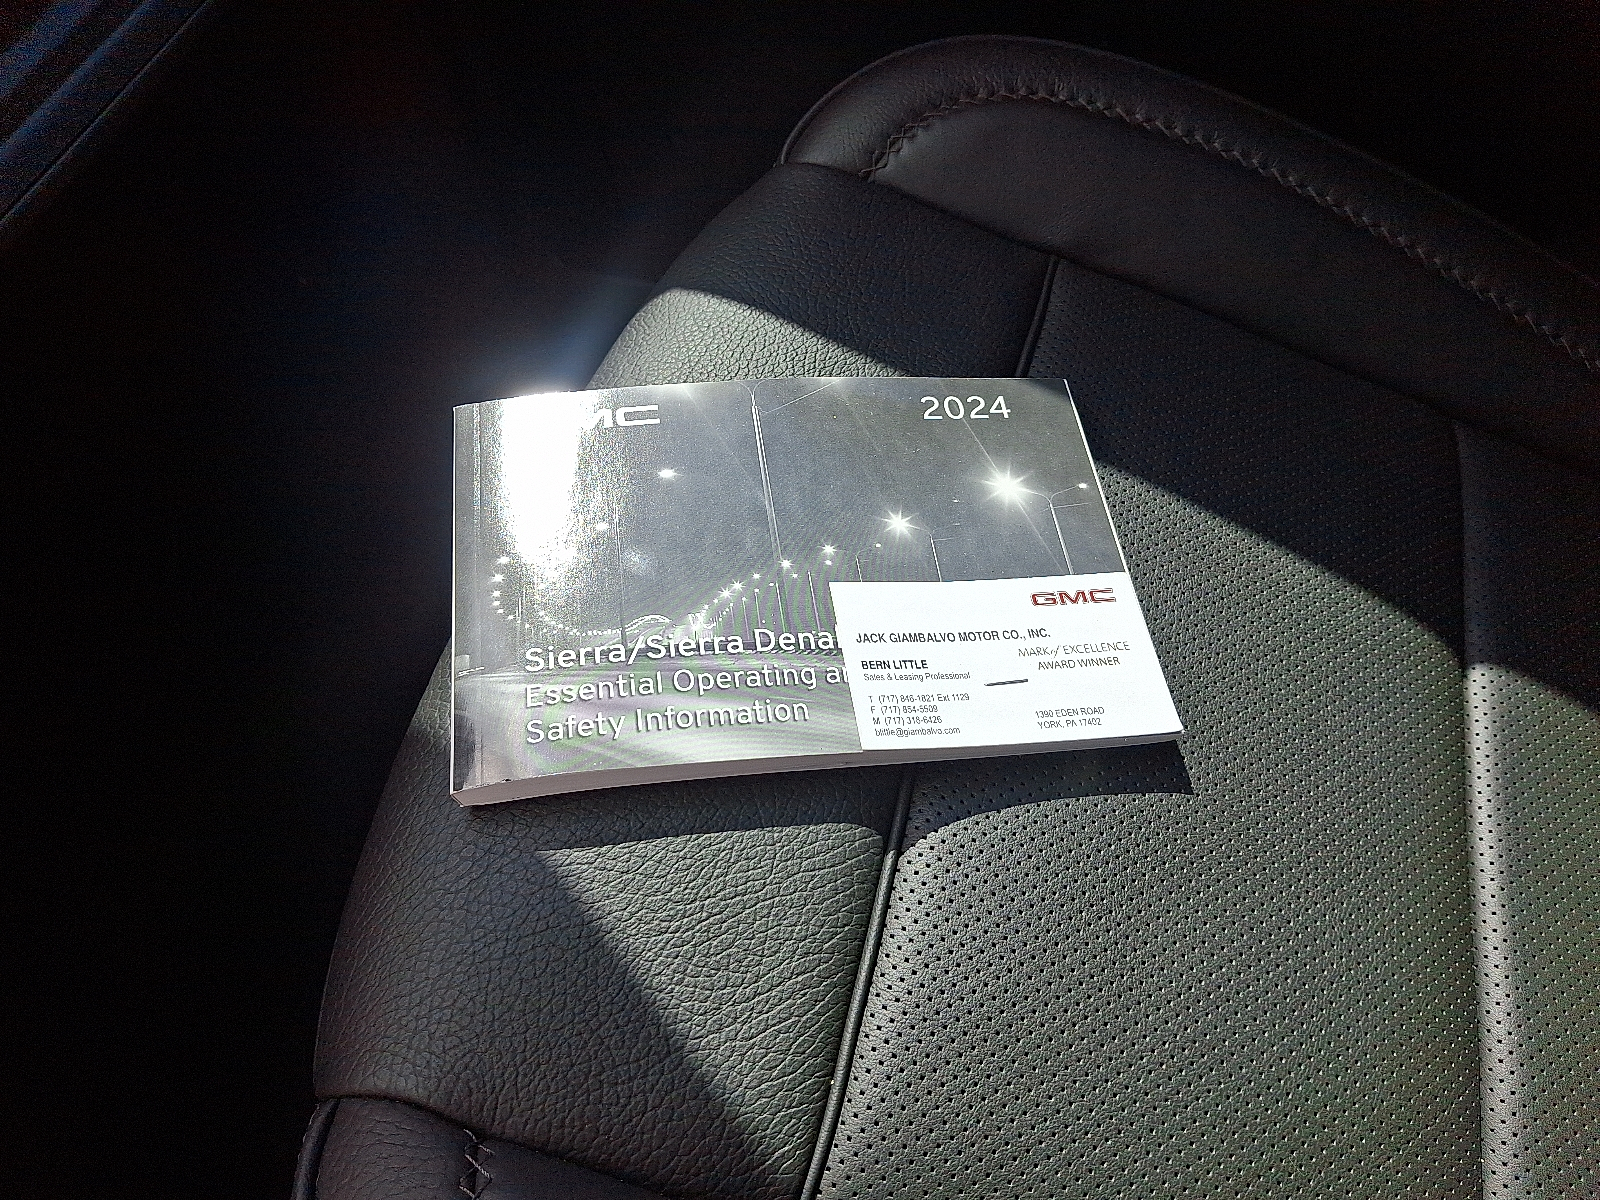 GMC
2024
Sierra/Sierra Dena
Essential Operating a
Safety Information
GMC
JACK GIAMBALVO MOTOR CO., INC.
MARK of EXCELLENCE
AWARD WINNER
BERN LITTLE
Sales & Leasing Professional
T (717) 846-1821 Ext 1129
F (717) 854-5509
M (717) 318-6426
blittle@giambalvo.com
1390 EDEN ROAD
YORK, PA 17402